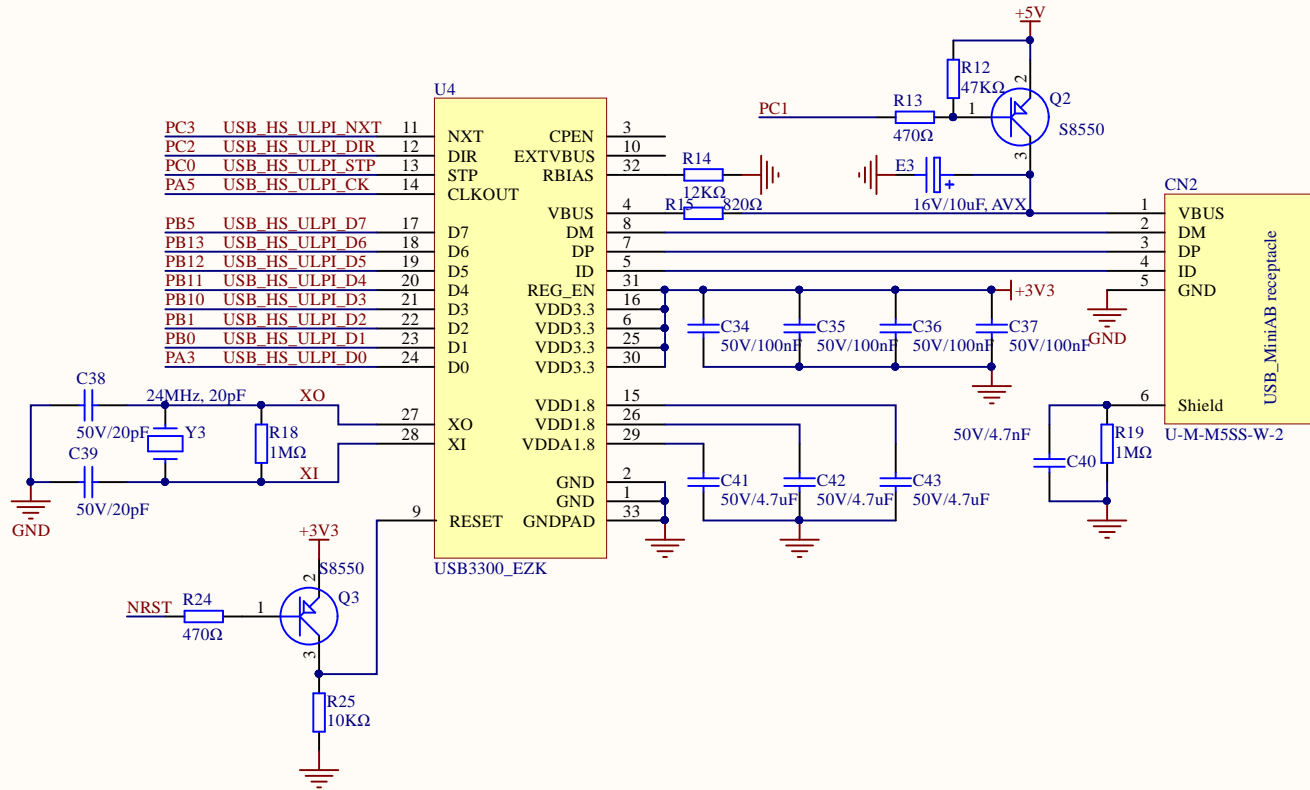 +5V
R12
47KΩ
2
Q2
S8550
PC1
R13
470Ω
1
3
U4
PC3 USB_HS_ULPI_NXT 11 NXT
PC2 USB_HS_ULPI_DIR 12 DIR
PC0 USB_HS_ULPI_STP 13 STP
PA5 USB_HS_ULPI_CK 14 CLKOUT
PB5 USB_HS_ULPI_D7 17 D7
PB13 USB_HS_ULPI_D6 18 D6
PB12 USB_HS_ULPI_D5 19 D5
PB11 USB_HS_ULPI_D4 20 D4
PB10 USB_HS_ULPI_D3 21 D3
PB1 USB_HS_ULPI_D2 22 D2
PB0 USB_HS_ULPI_D1 23 D1
PA3 USB_HS_ULPI_D0 24 D0
27 XO
28 XI
9 RESET
CPEN 3
EXTVBUS 10
RBIAS 32
VBUS 4
DM 8
DP 7
ID 5
REG_EN 31
VDD3.3 16
VDD3.3 6
VDD3.3 25
VDD3.3 30
VDD1.8 15
VDD1.8 26
VDDA1.8 29
GND 2
GND 1
GNDPAD 33
USB3300_EZK
R14
12KΩ
R15 820Ω
E3
+
16V/10uF, AVX
CN2
1 VBUS
2 DM
3 DP
4 ID
5 GND
6 Shield
USB_MiniAB receptacle
U-M-M5SS-W-2
GND
+3V3
C34
50V/100nF
C35
50V/100nF
C36
50V/100nF
C37
50V/100nF
C41
50V/4.7uF
C42
50V/4.7uF
C43
50V/4.7uF
50V/4.7nF
C40
R19
1MΩ
C38
50V/20pF
24MHz, 20pF
XO
Y3
R18
1MΩ
C39
50V/20pF
XI
GND
+3V3
S8550
2
Q3
NRST
R24
470Ω
1
3
R25
10KΩ